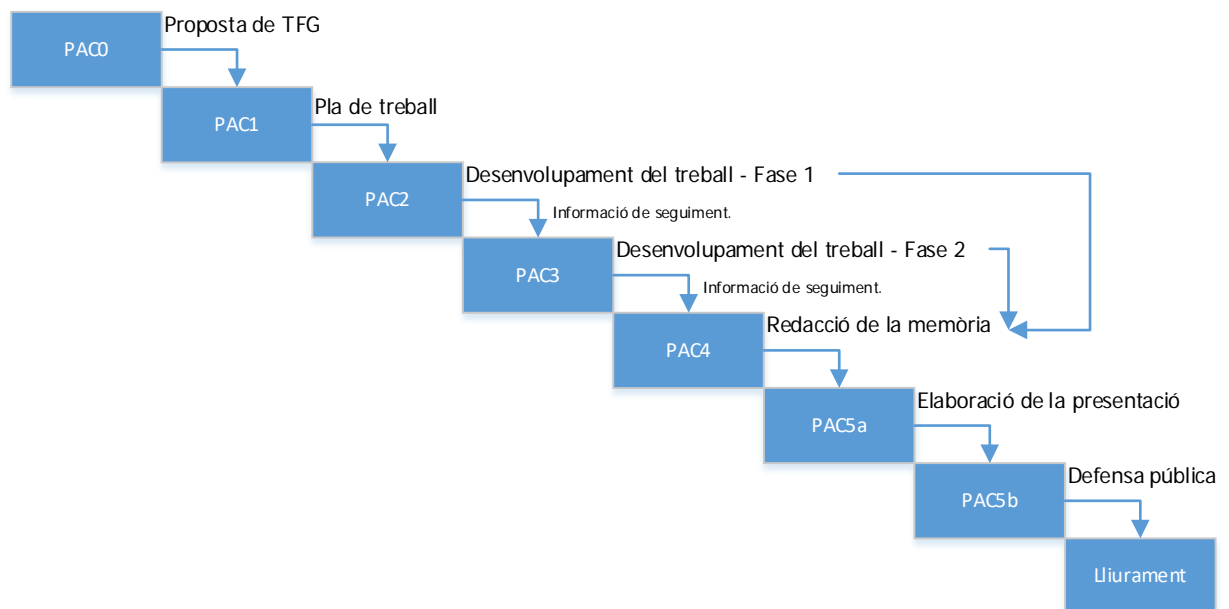 Proposta de TFG
PAC0
Pla de treball
PAC1
Desenvolupament del treball - Fase 1
PAC2
Informació de seguiment.
Desenvolupament del treball - Fase 2
PAC3
Informació de seguiment.
Redacció de la memòria
PAC4
Elaboració de la presentació
PAC5a
Defensa pública
PAC5b
Lliurament